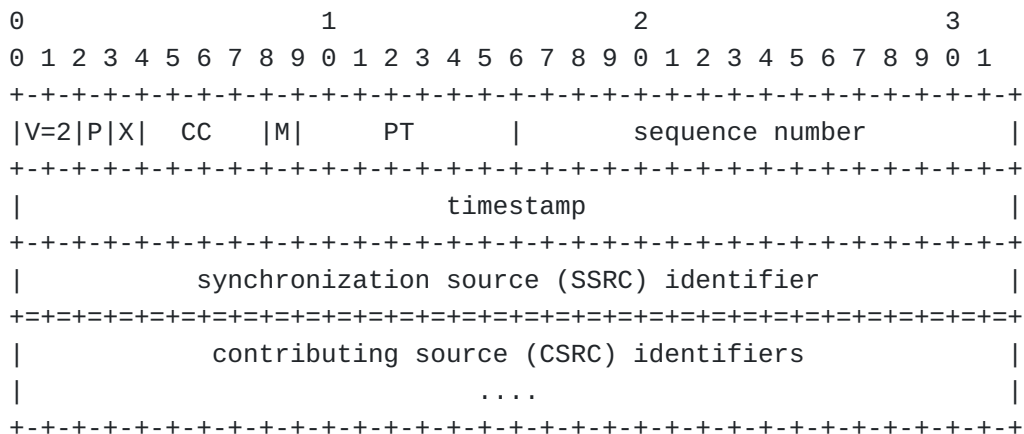 0                   1                   2                   3
0 1 2 3 4 5 6 7 8 9 0 1 2 3 4 5 6 7 8 9 0 1 2 3 4 5 6 7 8 9 0 1
+-+-+-+-+-+-+-+-+-+-+-+-+-+-+-+-+-+-+-+-+-+-+-+-+-+-+-+-+-+-+-+-+
|V=2|P|X|  CC   |M|     PT      |       sequence number         |
+-+-+-+-+-+-+-+-+-+-+-+-+-+-+-+-+-+-+-+-+-+-+-+-+-+-+-+-+-+-+-+-+
|                           timestamp                           |
+-+-+-+-+-+-+-+-+-+-+-+-+-+-+-+-+-+-+-+-+-+-+-+-+-+-+-+-+-+-+-+-+
|           synchronization source (SSRC) identifier            |
+=+=+=+=+=+=+=+=+=+=+=+=+=+=+=+=+=+=+=+=+=+=+=+=+=+=+=+=+=+=+=+=+
|            contributing source (CSRC) identifiers             |
|                             ....                              |
+-+-+-+-+-+-+-+-+-+-+-+-+-+-+-+-+-+-+-+-+-+-+-+-+-+-+-+-+-+-+-+-+